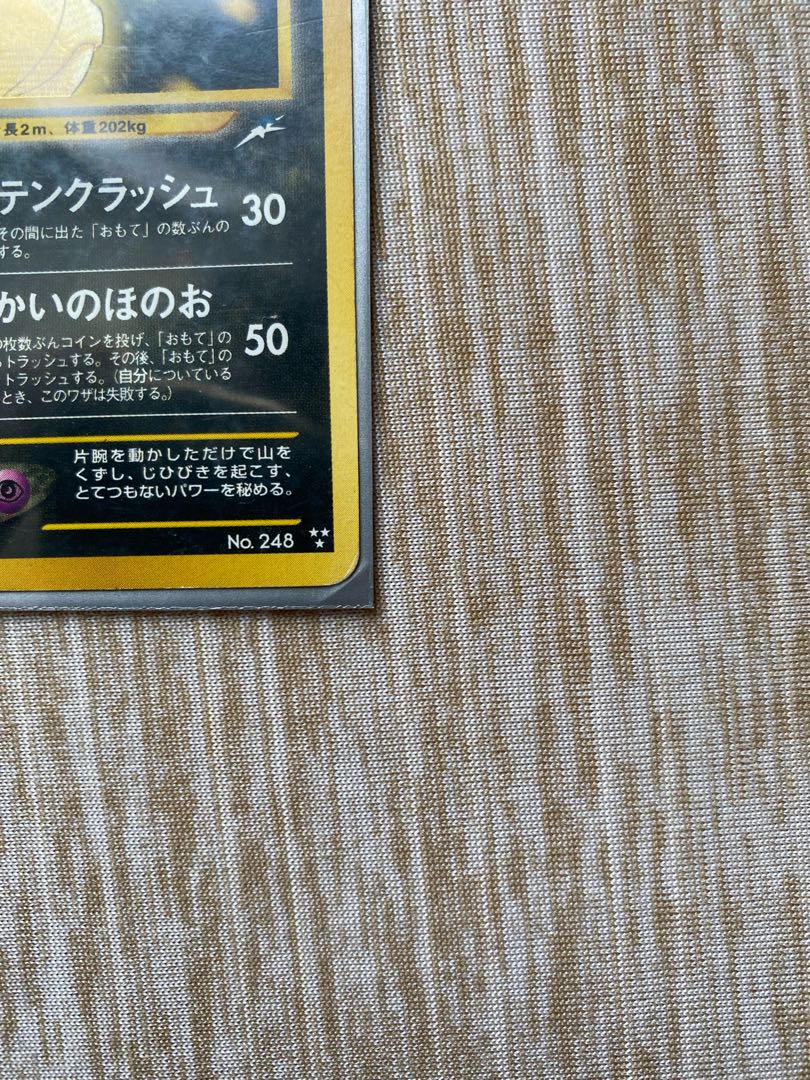 長2m、体重202kg
テンクラッシュ 30
その間に出た「おもて」の数ぶんの
する。
かいのほのお
の枚数ぶんコインを投げ、「おもて」の 50
トラッシュする。その後、「おもて」の
トラッシュする。(自分についている
とき、このワザは失敗する。)
片腕を動かしただけで山を
くずし、じひびきを起こす、
とてつもないパワーを秘める。
No. 248 ★★★